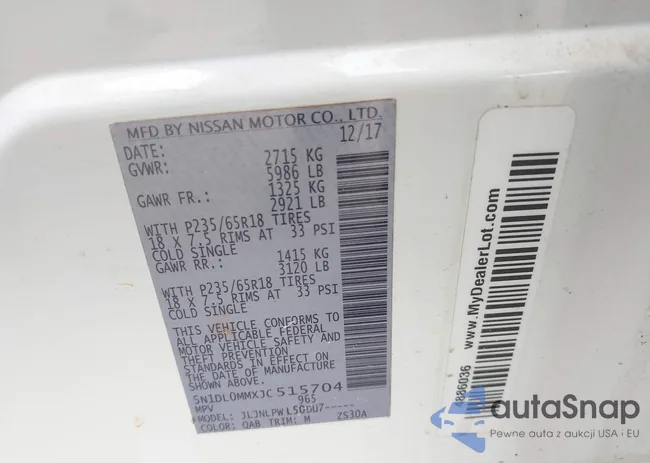 MFD BY NISSAN MOTOR CO., LTD.
DATE: 12/17
GVWR: 2715 KG
5986 LB
GAWR FR.: 1325 KG
2921 LB
WITH P235/65R18 TIRES
18 X 7.5 RIMS AT 33 PSI
COLD SINGLE
GAWR RR.: 1415 KG
3120 LB
WITH P235/65R18 TIRES
18 X 7.5 RIMS AT 33 PSI
COLD SINGLE
THIS VEHICLE CONFORMS TO
ALL APPLICABLE FEDERAL
MOTOR VEHICLE SAFETY AND
THEFT PREVENTION
STANDARDS IN EFFECT ON
THE DATE OF MANUFACTURE
SHOWN ABOVE.
5N1DL0MMXJC515704
MPV 965
MODEL: JLJNLPWL50DU7-----
COLOR: QAB TRIM: M ZS30A
www.MyDealerLot.com
8886036
autoSnap
Pewne auta z aukcji USA i EU